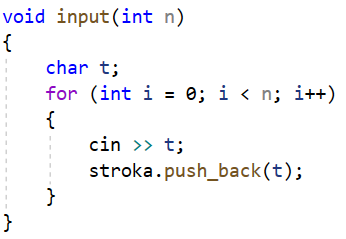 void input(int n)
{
    char t;
    for (int i = 0; i < n; i++)
    {
        cin >> t;
        stroka.push_back(t);
    }
}